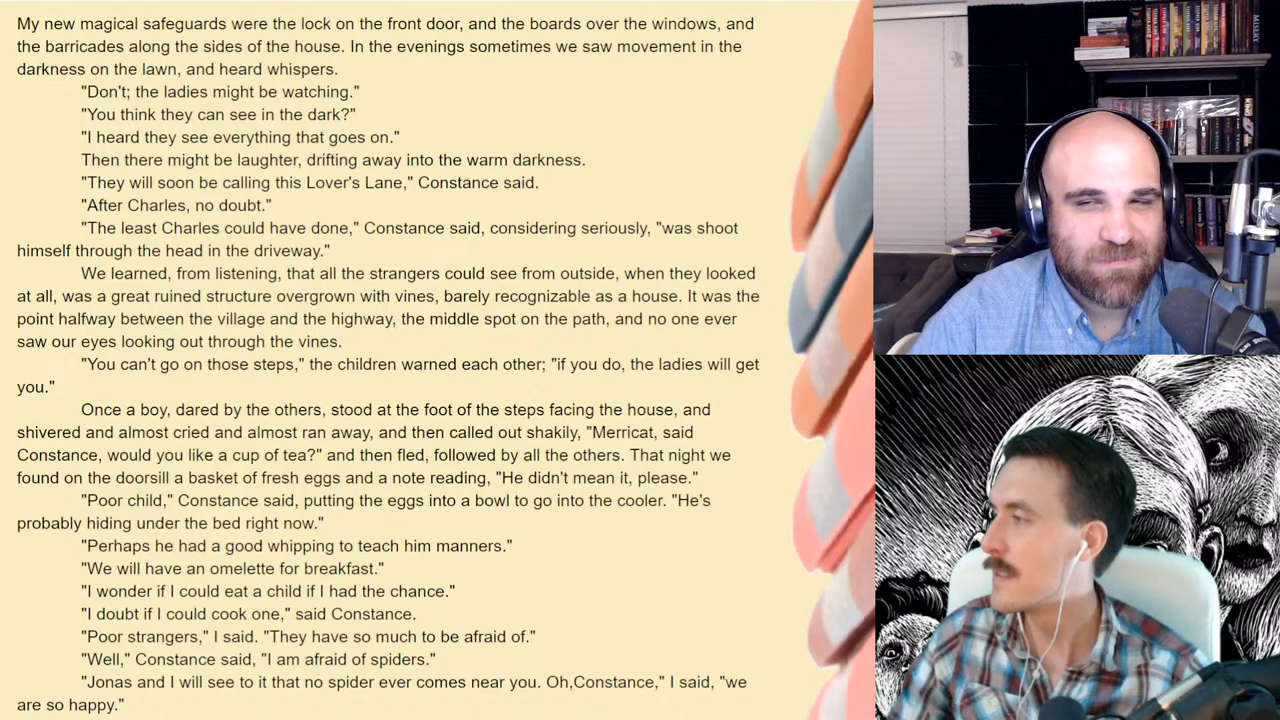 My new magical safeguards were the lock on the front door, and the boards over the windows, and
the barricades along the sides of the house. In the evenings sometimes we saw movement in the
darkness on the lawn, and heard whispers.
"Don't; the ladies might be watching."
"You think they can see in the dark?"
"I heard they see everything that goes on."
Then there might be laughter, drifting away into the warm darkness.
"They will soon be calling this Lover's Lane," Constance said.
"After Charles, no doubt."
"The least Charles could have done," Constance said, considering seriously, "was shoot
himself through the head in the driveway."
We learned, from listening, that all the strangers could see from outside, when they looked
at all, was a great ruined structure overgrown with vines, barely recognizable as a house. It was the
point halfway between the village and the highway, the middle spot on the path, and no one ever
saw our eyes looking out through the vines.
"You can't go on those steps," the children warned each other; "if you do, the ladies will get
you."
Once a boy, dared by the others, stood at the foot of the steps facing the house, and
shivered and almost cried and almost ran away, and then called out shakily, "Merricat, said
Constance, would you like a cup of tea?" and then fled, followed by all the others. That night we
found on the doorsill a basket of fresh eggs and a note reading, "He didn't mean it, please."
"Poor child," Constance said, putting the eggs into a bowl to go into the cooler. "He's
probably hiding under the bed right now."
"Perhaps he had a good whipping to teach him manners."
"We will have an omelette for breakfast."
"I wonder if I could eat a child if I had the chance."
"I doubt if I could cook one," said Constance.
"Poor strangers," I said. "They have so much to be afraid of."
"Well," Constance said, "I am afraid of spiders."
"Jonas and I will see to it that no spider ever comes near you. Oh,Constance," I said, "we
are so happy."
MISERY
KING